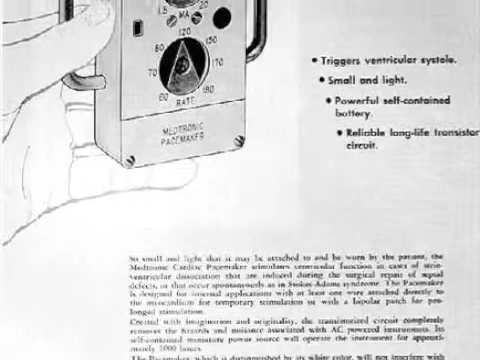 1.5 MA 20
120
80 150
70
60 180
RATE
MEDTRONIC
PACEMAKER
• Triggers ventricular systole.
• Small and light.
• Powerful self-contained
battery.
• Reliable long-life transistor
circuit.
So small and light that it may be attached to and be worn by the patient, the
Medtronic Cardiac Pacemaker stimulates ventricular function in cases of atrio-
ventricular dissociation that are induced during the surgical repair of septal
defects, or that occur spontaneously as in Stokes-Adams syndrome. The Pacemaker
is designed for internal applications with at least one wire attached directly to
the myocardium for temporary stimulation or with a bipolar patch for pro-
longed stimulation.
Created with imagination and originality, the transistorized circuit completely
removes the hazards and nuisance associated with AC powered instruments. Its
self-contained miniature power source will operate the instrument for approxi-
mately 1000 hours.
The Pacemaker, which is distinguished by its white color, will not interfere with